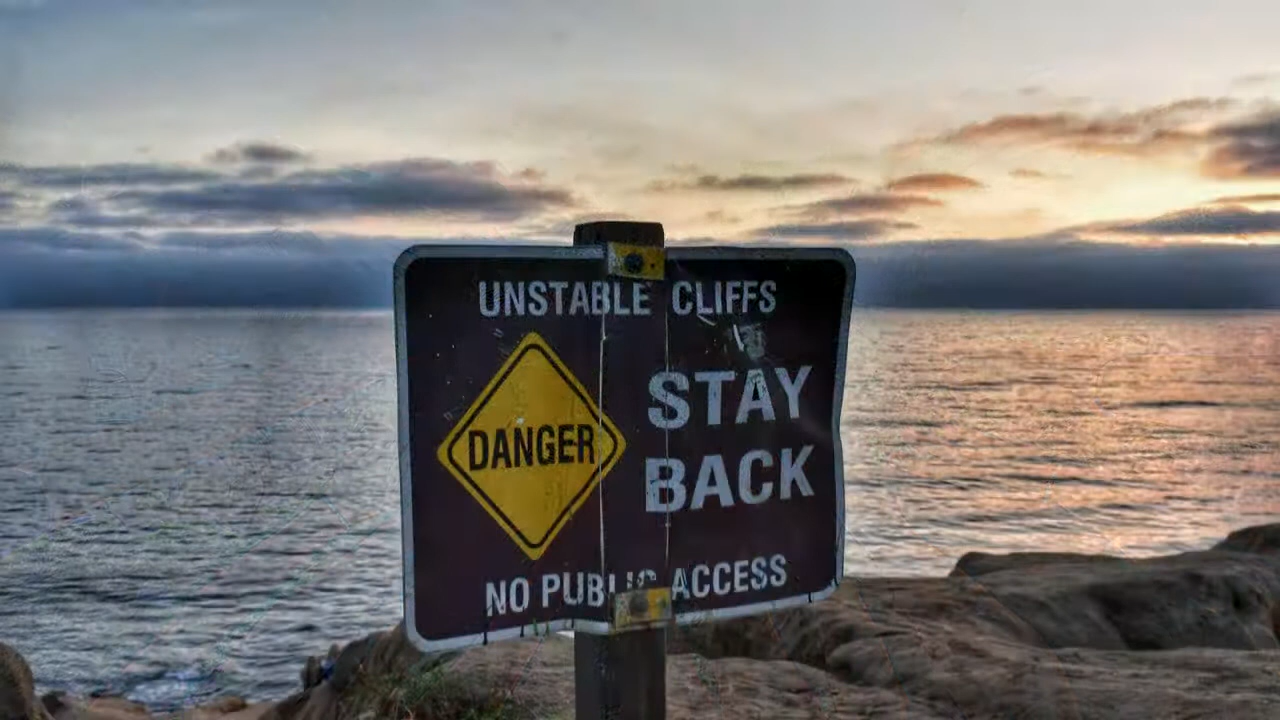 UNSTABLE CLIFFS
DANGER
STAY
BACK
NO PUBLIC ACCESS